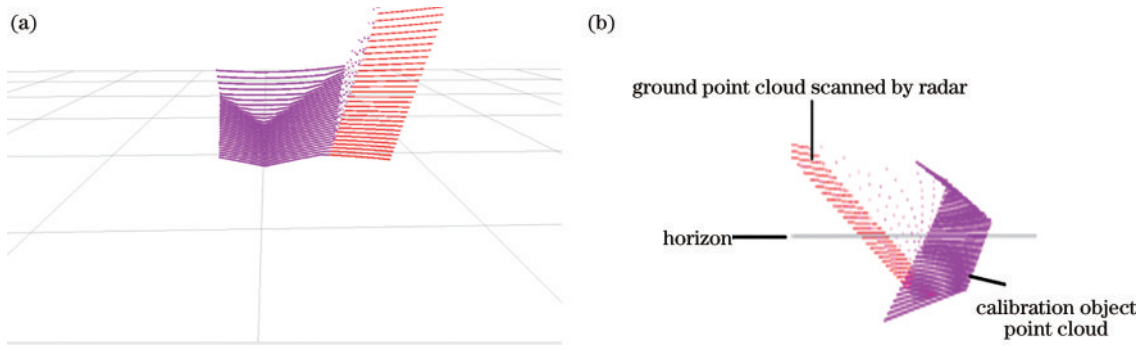 (a)
(b)
ground point cloud scanned by radar
horizon
calibration object
point cloud